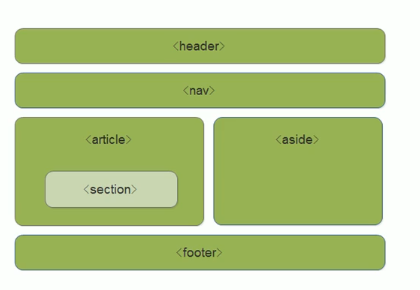 <header>
<nav>
<article>
<aside>
<section>
<footer>